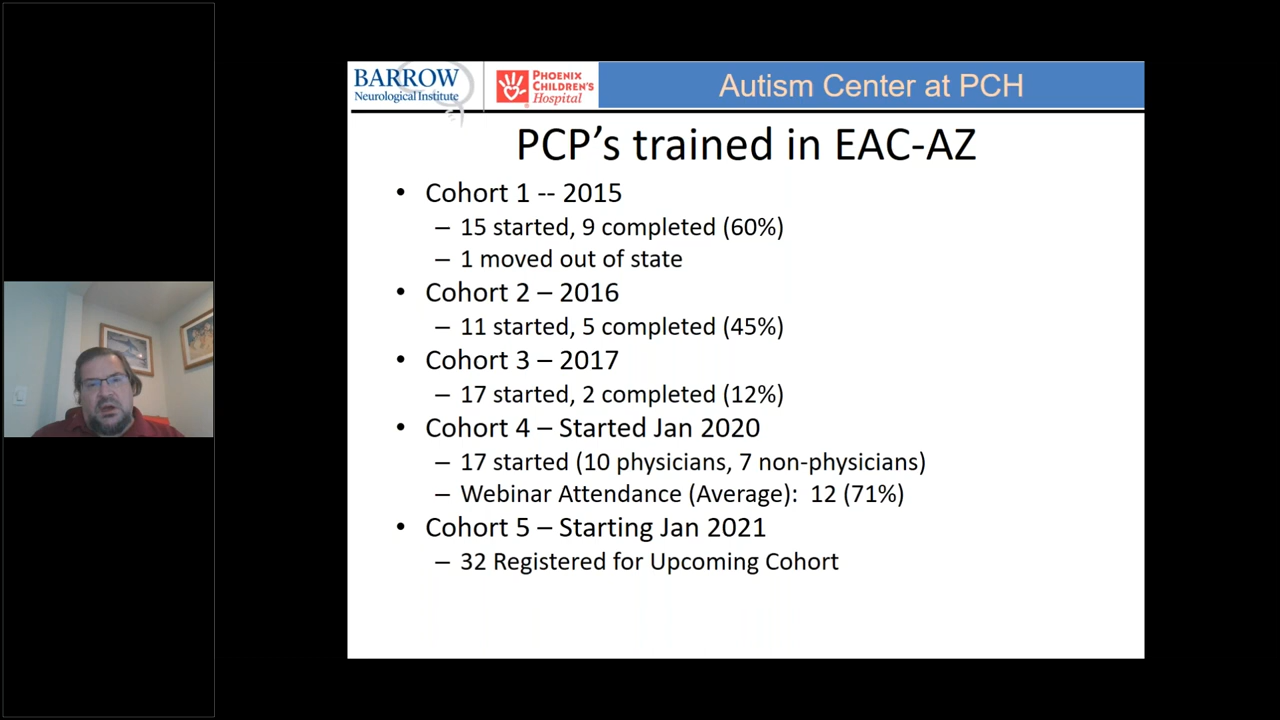 BARROW
Neurological Institute
PHOENIX
CHILDREN'S
Hospital
Autism Center at PCH
PCP's trained in EAC-AZ
• Cohort 1 -- 2015
– 15 started, 9 completed (60%)
– 1 moved out of state
• Cohort 2 – 2016
– 11 started, 5 completed (45%)
• Cohort 3 – 2017
– 17 started, 2 completed (12%)
• Cohort 4 – Started Jan 2020
– 17 started (10 physicians, 7 non-physicians)
– Webinar Attendance (Average): 12 (71%)
• Cohort 5 – Starting Jan 2021
– 32 Registered for Upcoming Cohort